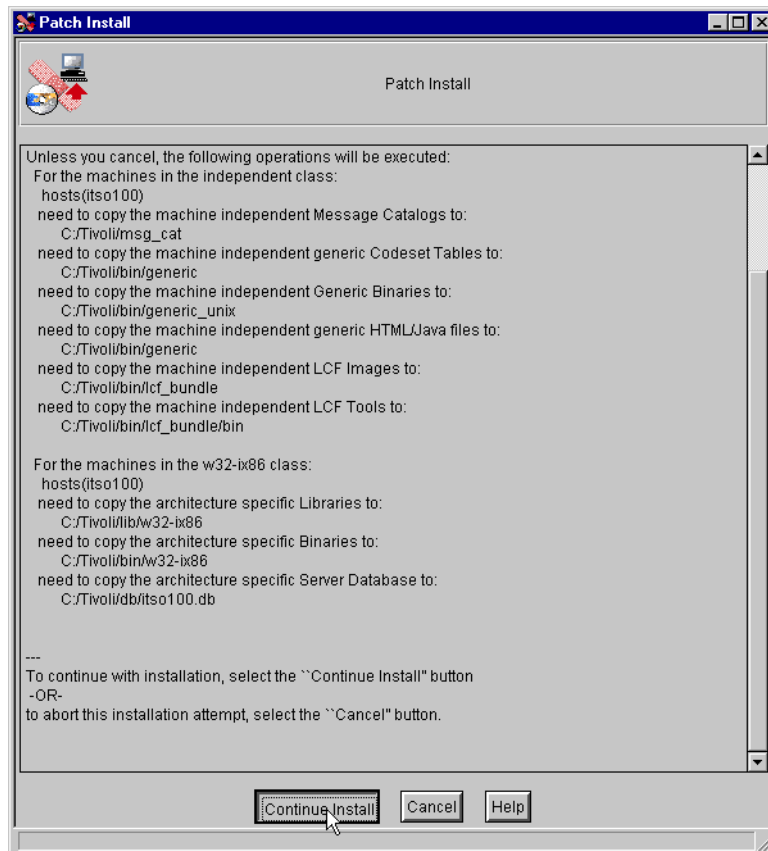 Patch Install
Patch Install
Unless you cancel, the following operations will be executed:
For the machines in the independent class:
hosts(itso100)
need to copy the machine independent Message Catalogs to:
C:/Tivoli/msg_cat
need to copy the machine independent generic Codeset Tables to:
C:/Tivoli/bin/generic
need to copy the machine independent Generic Binaries to:
C:/Tivoli/bin/generic_unix
need to copy the machine independent generic HTML/Java files to:
C:/Tivoli/bin/generic
need to copy the machine independent LCF Images to:
C:/Tivoli/bin/lcf_bundle
need to copy the machine independent LCF Tools to:
C:/Tivoli/bin/lcf_bundle/bin
For the machines in the w32-ix86 class:
hosts(itso100)
need to copy the architecture specific Libraries to:
C:/Tivoli/lib/w32-ix86
need to copy the architecture specific Binaries to:
C:/Tivoli/bin/w32-ix86
need to copy the architecture specific Server Database to:
C:/Tivoli/db/itso100.db
---
To continue with installation, select the ``Continue Install'' button
-OR-
to abort this installation attempt, select the ``Cancel'' button.
Continue Install Cancel Help